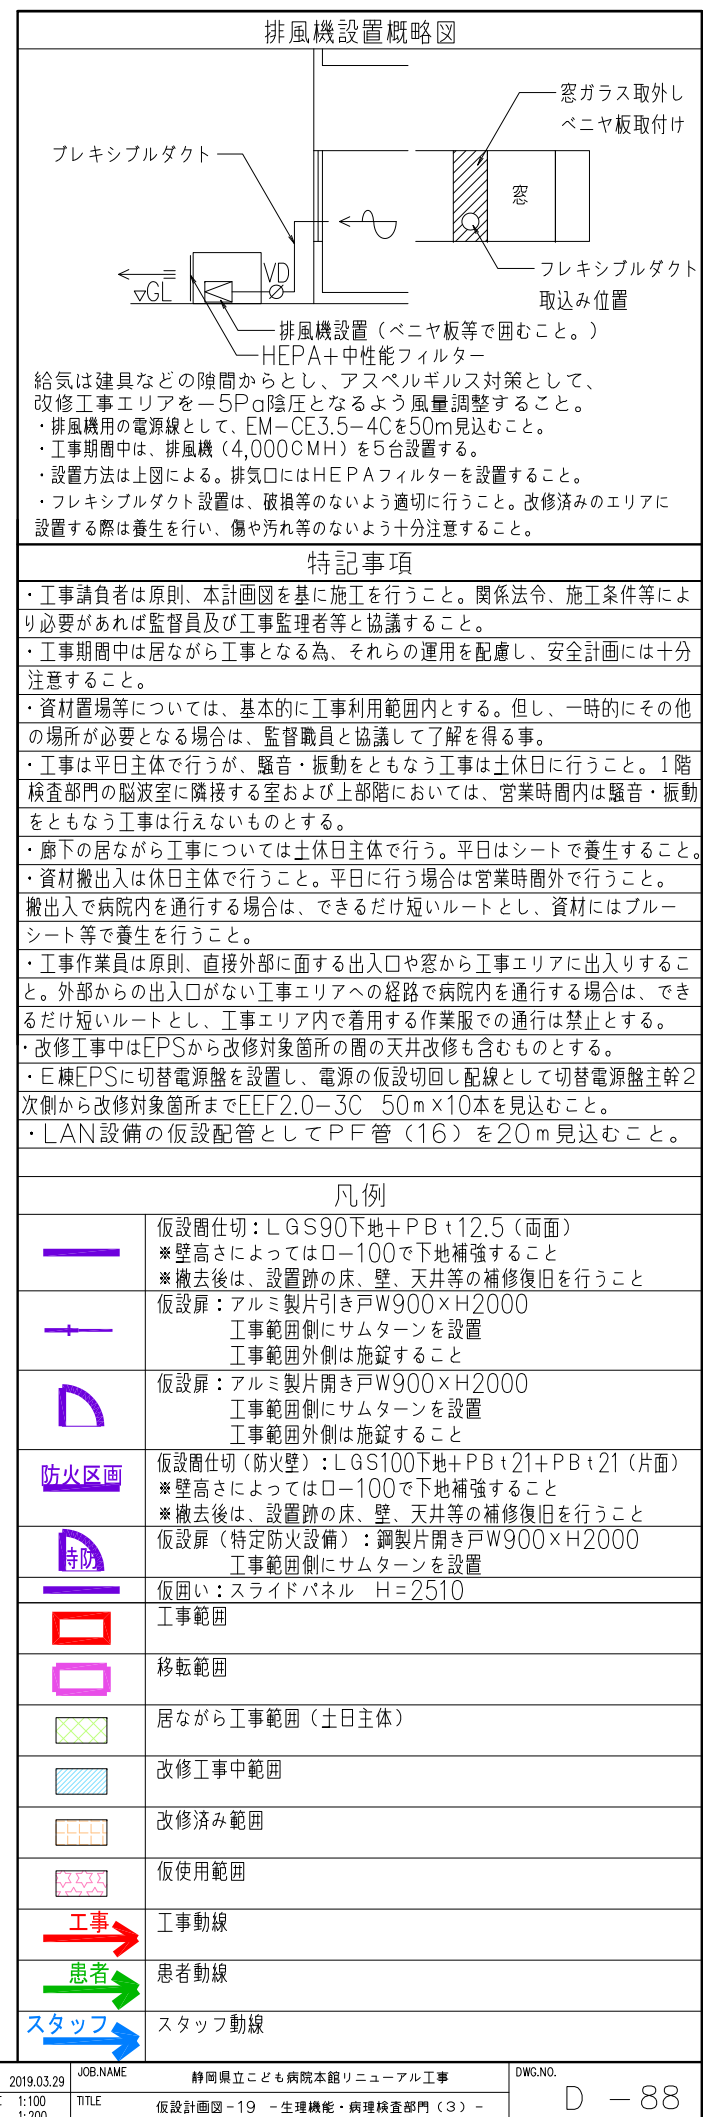 排風機設置概略図
窓ガラス取外し
ベニヤ板取付け
ブレキシブルダクト
窓
フレキシブルダクト
取込み位置
VD
▽GL
排風機設置（ベニヤ板等で囲むこと。）
HEPA＋中性能フィルター
給気は建具などの隙間からとし、アスペルギルス対策として、
改修工事エリアを－5Pa陰圧となるよう風量調整すること。
・排風機用の電源線として、EM－CE3.5－4Cを50m見込むこと。
・工事期間中は、排風機（4,000CMH）を5台設置する。
・設置方法は上図による。排気口にはHEPAフィルターを設置すること。
・フレキシブルダクト設置は、破損等のないよう適切に行うこと。改修済みのエリアに
設置する際は養生を行い、傷や汚れ等のないよう十分注意すること。
特記事項
・工事請負者は原則、本計画図を基に施工を行うこと。関係法令、施工条件等によ
り必要があれば監督員及び工事監理者等と協議すること。
・工事期間中は居ながら工事となる為、それらの運用を配慮し、安全計画には十分
注意すること。
・資材置場等については、基本的に工事利用範囲内とする。但し、一時的にその他
の場所が必要となる場合は、監督職員と協議して了解を得る事。
・工事は平日主体で行うが、騒音・振動をともなう工事は土休日に行うこと。1階
検査部門の脳波室に隣接する室および上部階においては、営業時間内は騒音・振動
をともなう工事は行えないものとする。
・廊下の居ながら工事については土休日主体で行う。平日はシートで養生すること。
・資材搬出入は休日主体で行うこと。平日に行う場合は営業時間外で行うこと。
搬出入で病院内を通行する場合は、できるだけ短いルートとし、資材にはブルー
シート等で養生を行うこと。
・工事作業員は原則、直接外部に面する出入口や窓から工事エリアに出入りするこ
と。外部からの出入口がない工事エリアへの経路で病院内を通行する場合は、でき
るだけ短いルートとし、工事エリア内で着用する作業服での通行は禁止とする。
・改修工事中はEPSから改修対象箇所の間の天井改修も含むものとする。
・E棟EPSに切替電源盤を設置し、電源の仮設切回し配線として切替電源盤主幹2
次側から改修対象箇所までEEF2.0－3C　50m×10本を見込むこと。
・LAN設備の仮設配管としてPF管（16）を20m見込むこと。
凡例
仮設間仕切：LGS90下地＋PBt12.5（両面）
※壁高さによっては口－100で下地補強すること
※撤去後は、設置跡の床、壁、天井等の補修復旧を行うこと
仮設扉：アルミ製片引き戸W900×H2000
工事範囲側にサムターンを設置
工事範囲外側は施錠すること
仮設扉：アルミ製片開き戸W900×H2000
工事範囲側にサムターンを設置
工事範囲外側は施錠すること
防火区画
仮設間仕切（防火壁）：LGS100下地＋PBt21＋PBt21（片面）
※壁高さによっては口－100で下地補強すること
※撤去後は、設置跡の床、壁、天井等の補修復旧を行うこと
特防
仮設扉（特定防火設備）：鋼製片開き戸W900×H2000
工事範囲側にサムターンを設置
仮囲い：スライドパネル　H＝2510
工事範囲
移転範囲
居ながら工事範囲（土日主体）
改修工事中範囲
改修済み範囲
仮使用範囲
工事
工事動線
患者
患者動線
スタッフ
スタッフ動線
2019.03.29
JOB.NAME
静岡県立こども病院本館リニューアル工事
DWG.NO.
1:100
1:200
TITLE
仮設計画図－19　－生理機能・病理検査部門（3）－
D－88